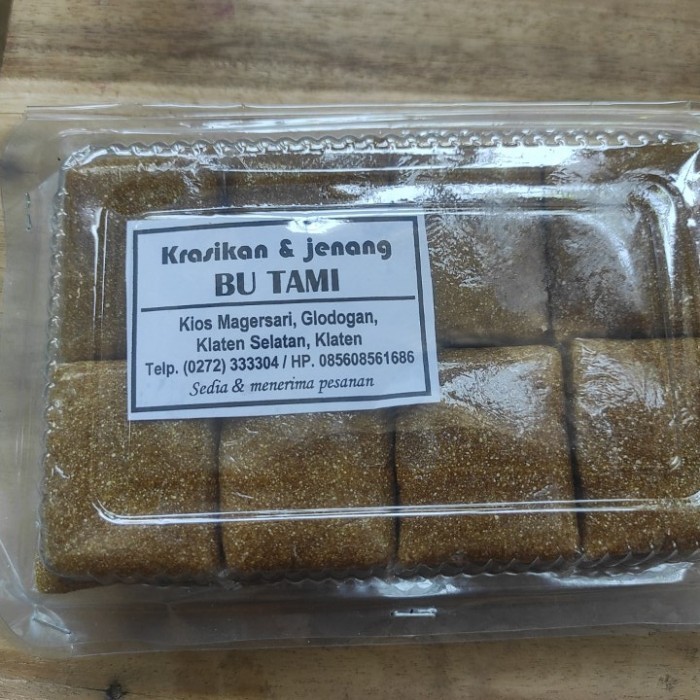 Krasikan & jenang
BU TAMI
Kios Magersari, Glodogan,
Klaten Selatan, Klaten
Telp. (0272) 333304 / HP. 085608561686
Sedia & menerima pesanan